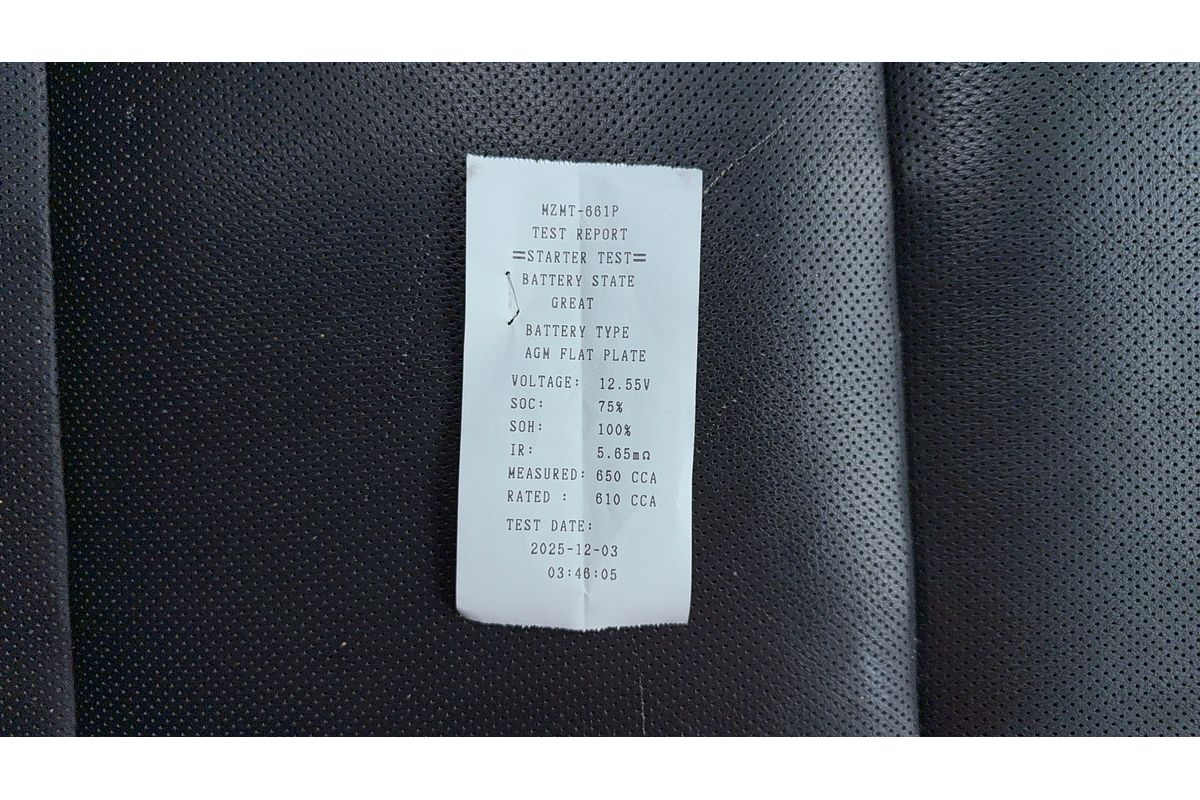 MZMT-661P
TEST REPORT
=STARTER TEST=
BATTERY STATE
GREAT
BATTERY TYPE
AGM FLAT PLATE
VOLTAGE: 12.55V
SOC: 75%
SOH: 100%
IR: 5.65mΩ
MEASURED: 650 CCA
RATED : 610 CCA
TEST DATE:
2025-12-03
03:46:05